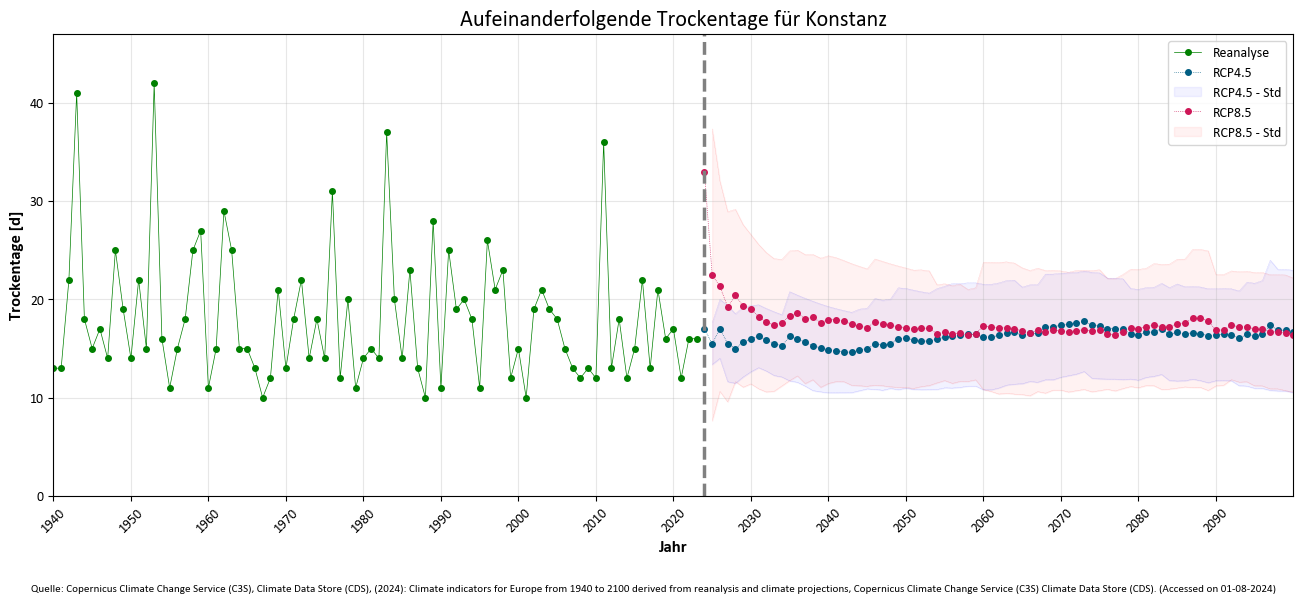 Aufeinanderfolgende Trockentage für Konstanz
Reanalyse
RCP4.5
RCP4.5 - Std
RCP8.5
RCP8.5 - Std
Trockentage [d]
40
30
20
10
0
1940
1950
1960
1970
1980
1990
2000
2010
2020
2030
2040
2050
2060
2070
2080
2090
Jahr
Quelle: Copernicus Climate Change Service (C3S), Climate Data Store (CDS), (2024): Climate indicators for Europe from 1940 to 2100 derived from reanalysis and climate projections, Copernicus Climate Change Service (C3S) Climate Data Store (CDS). (Accessed on 01-08-2024)